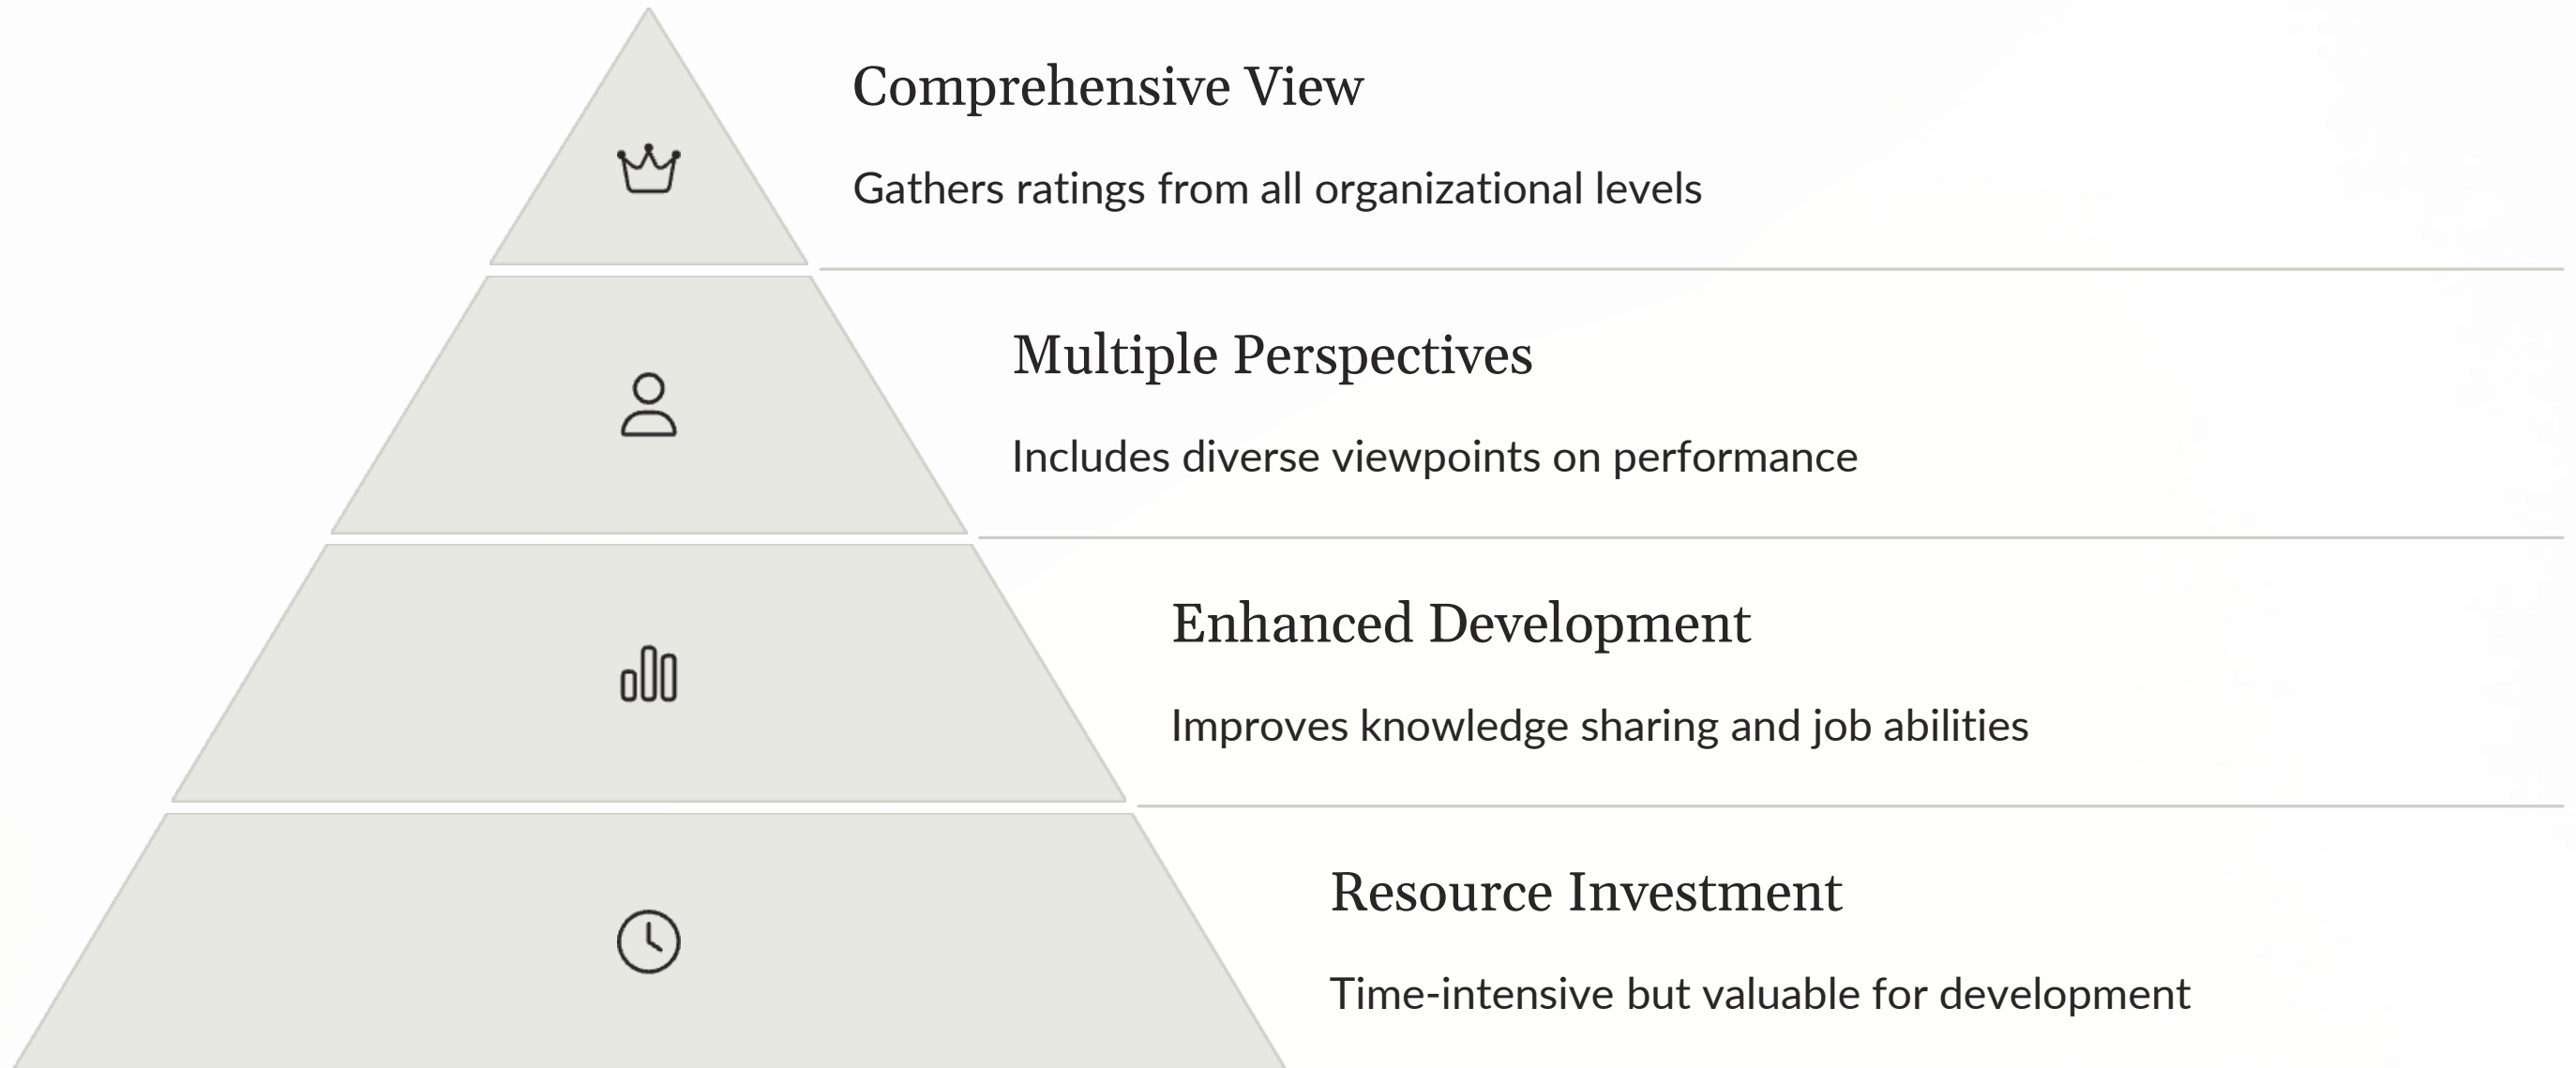 Comprehensive View
Gathers ratings from all organizational levels
Multiple Perspectives
Includes diverse viewpoints on performance
Enhanced Development
Improves knowledge sharing and job abilities
Resource Investment
Time-intensive but valuable for development